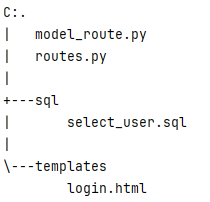 C:.
|   model_route.py
|   routes.py
|
+---sql
|       select_user.sql
|
\---templates
        login.html